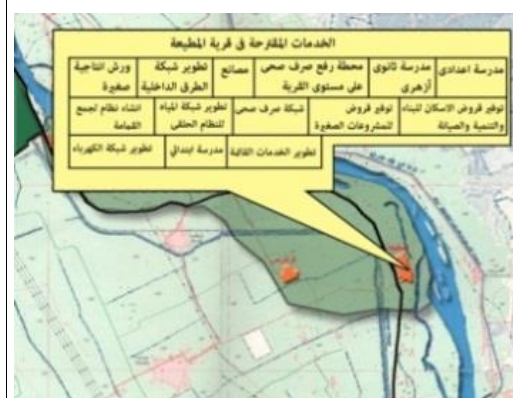 الخدمات المقترحة فى قرية المطيعة
مدرسة اعدادى
مدرسة ثانوى أزهرى
محطة رفع صرف صحى على مستوى القرية
مصانع
تطوير شبكة الطرق الداخلية
ورش انتاجية صغيرة
توفير قروض الاسكان للبناء والتنمية والصيانة
توفير قروض للمشروعات الصغيرة
شبكة صرف صحى
تطوير شبكة المياه للنظام الحلقى
انشاء نظام لجمع القمامة
تطوير الخدمات القائمة
مدرسة ابتدائي
تطوير شبكة الكهرباء